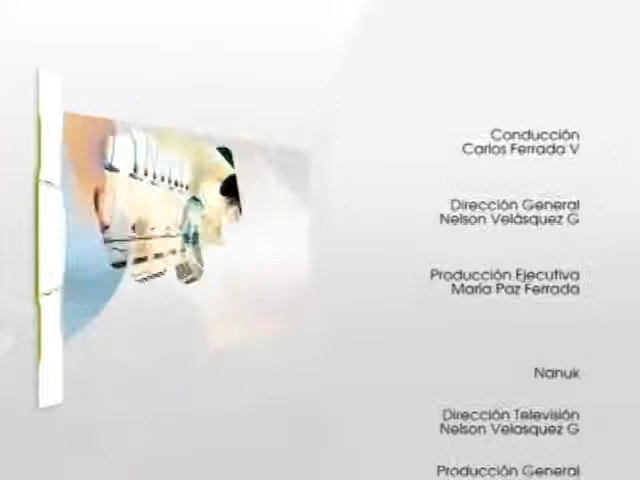 Conducción
Carlos Ferrada V
Dirección General
Nelson Velásquez G
Producción Ejecutiva
María Paz Ferrada
Nanuk
Dirección Televisión
Nelson Velasquez G
Producción General